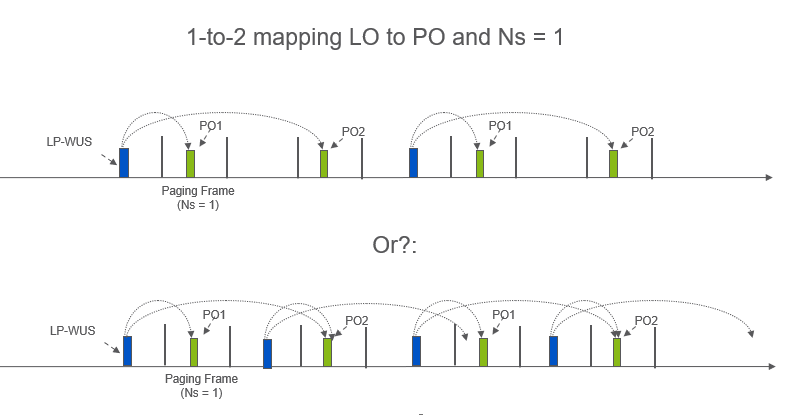 1-to-2 mapping LO to PO and Ns = 1
LP-WUS
PO1
PO2
PO1
PO2
Paging Frame
(Ns = 1)
Or?:
LP-WUS
PO1
PO2
PO1
PO2
Paging Frame
(Ns = 1)